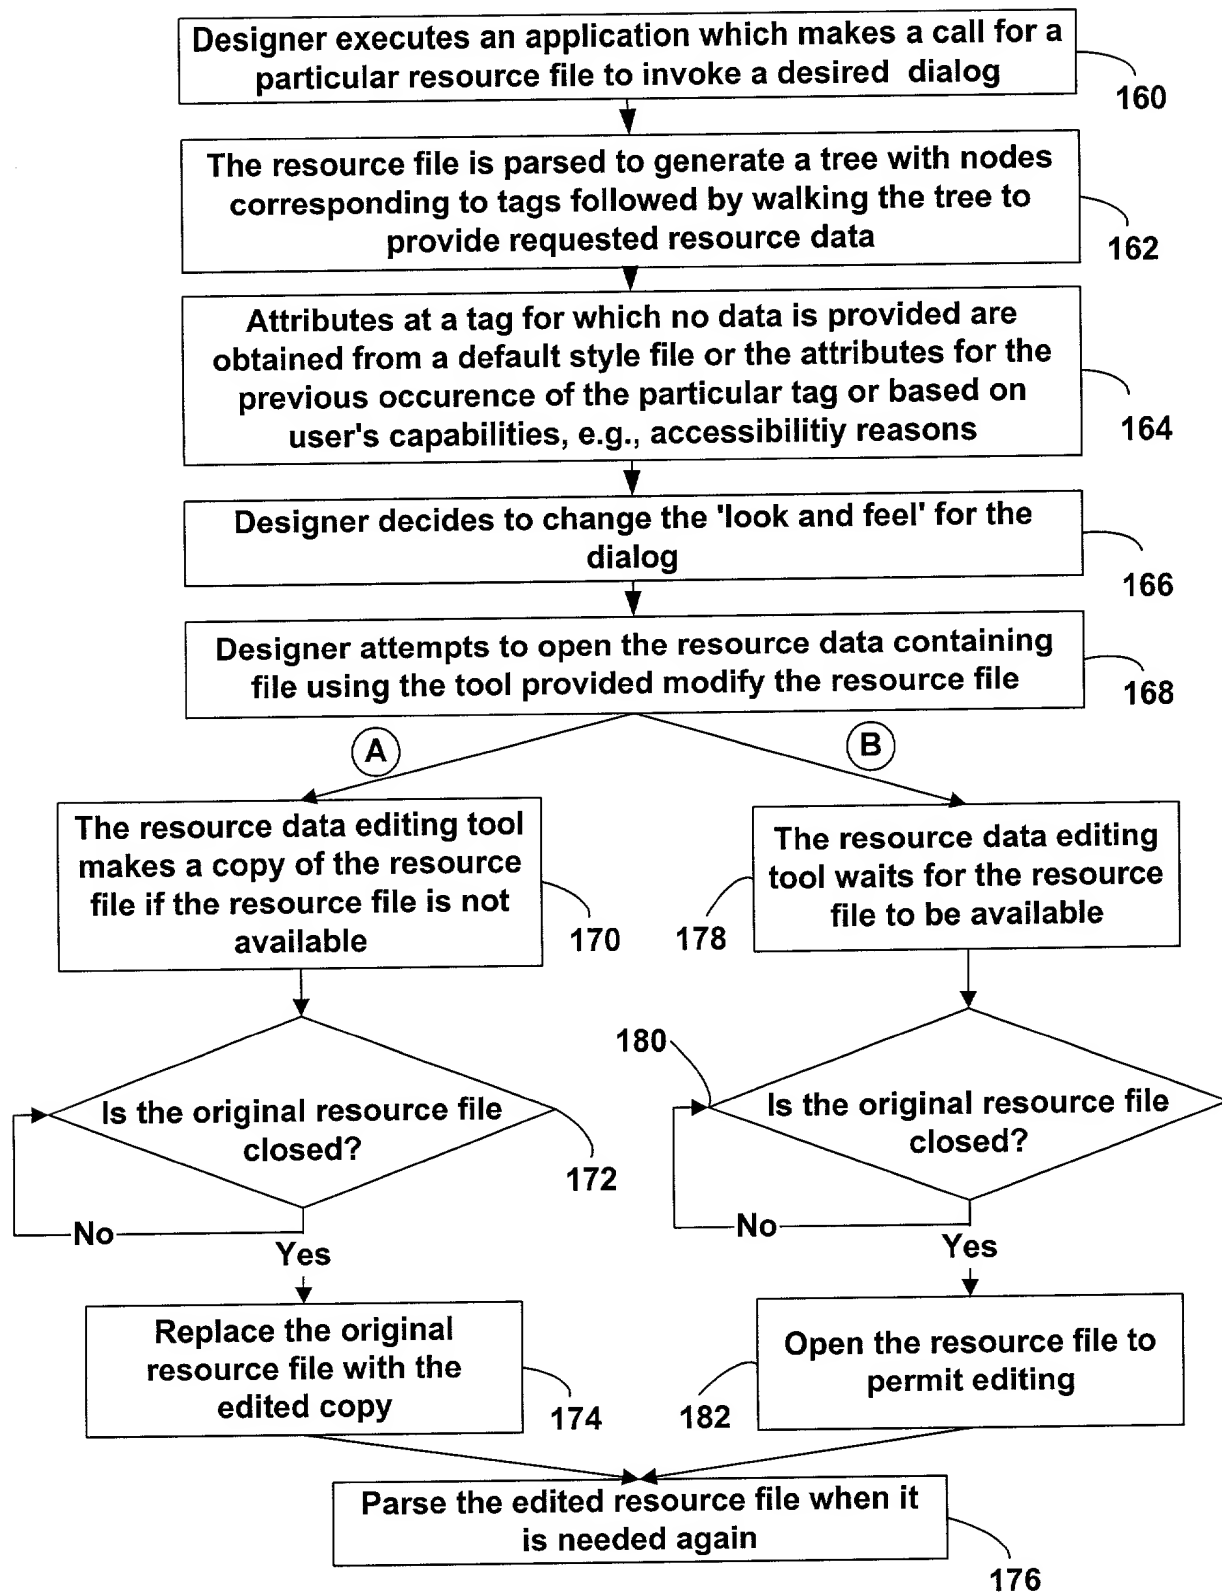 Designer executes an application which makes a call for a
particular resource file to invoke a desired dialog
160
The resource file is parsed to generate a tree with nodes
corresponding to tags followed by walking the tree to
provide requested resource data
162
Attributes at a tag for which no data is provided are
obtained from a default style file or the attributes for the
previous occurence of the particular tag or based on
user's capabilities, e.g., accessibilitiy reasons
164
Designer decides to change the 'look and feel' for the
dialog
166
Designer attempts to open the resource data containing
file using the tool provided modify the resource file
168
A
B
The resource data editing tool
makes a copy of the resource
file if the resource file is not
available
170
The resource data editing
tool waits for the resource
file to be available
178
Is the original resource file
closed?
172
No
Yes
180
Is the original resource file
closed?
No
Yes
Replace the original
resource file with the
edited copy
174
Open the resource file to
permit editing
182
Parse the edited resource file when it
is needed again
176